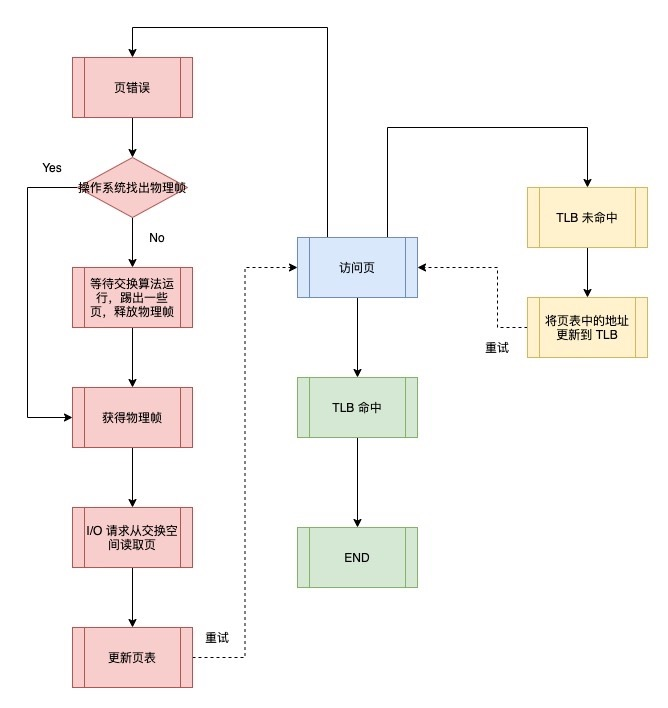 页错误
Yes
操作系统找出物理帧
No
等待交换算法运
行，踢出一些
页，释放物理帧
获得物理帧
I/O 请求从交换空
间读取页
更新页表
重试
访问页
TLB 命中
END
TLB 未命中
将页表中的地址
更新到 TLB
重试